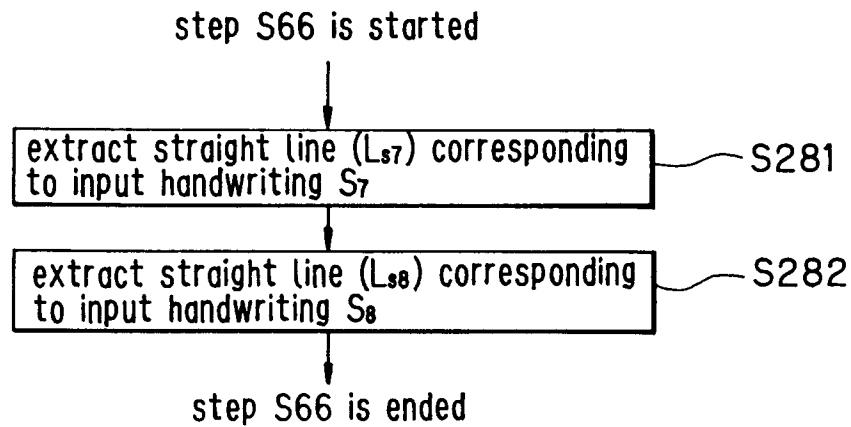 step S66 is started
extract straight line (Ls7) corresponding
to input handwriting S7
S281
extract straight line (Ls8) corresponding
to input handwriting S8
S282
step S66 is ended